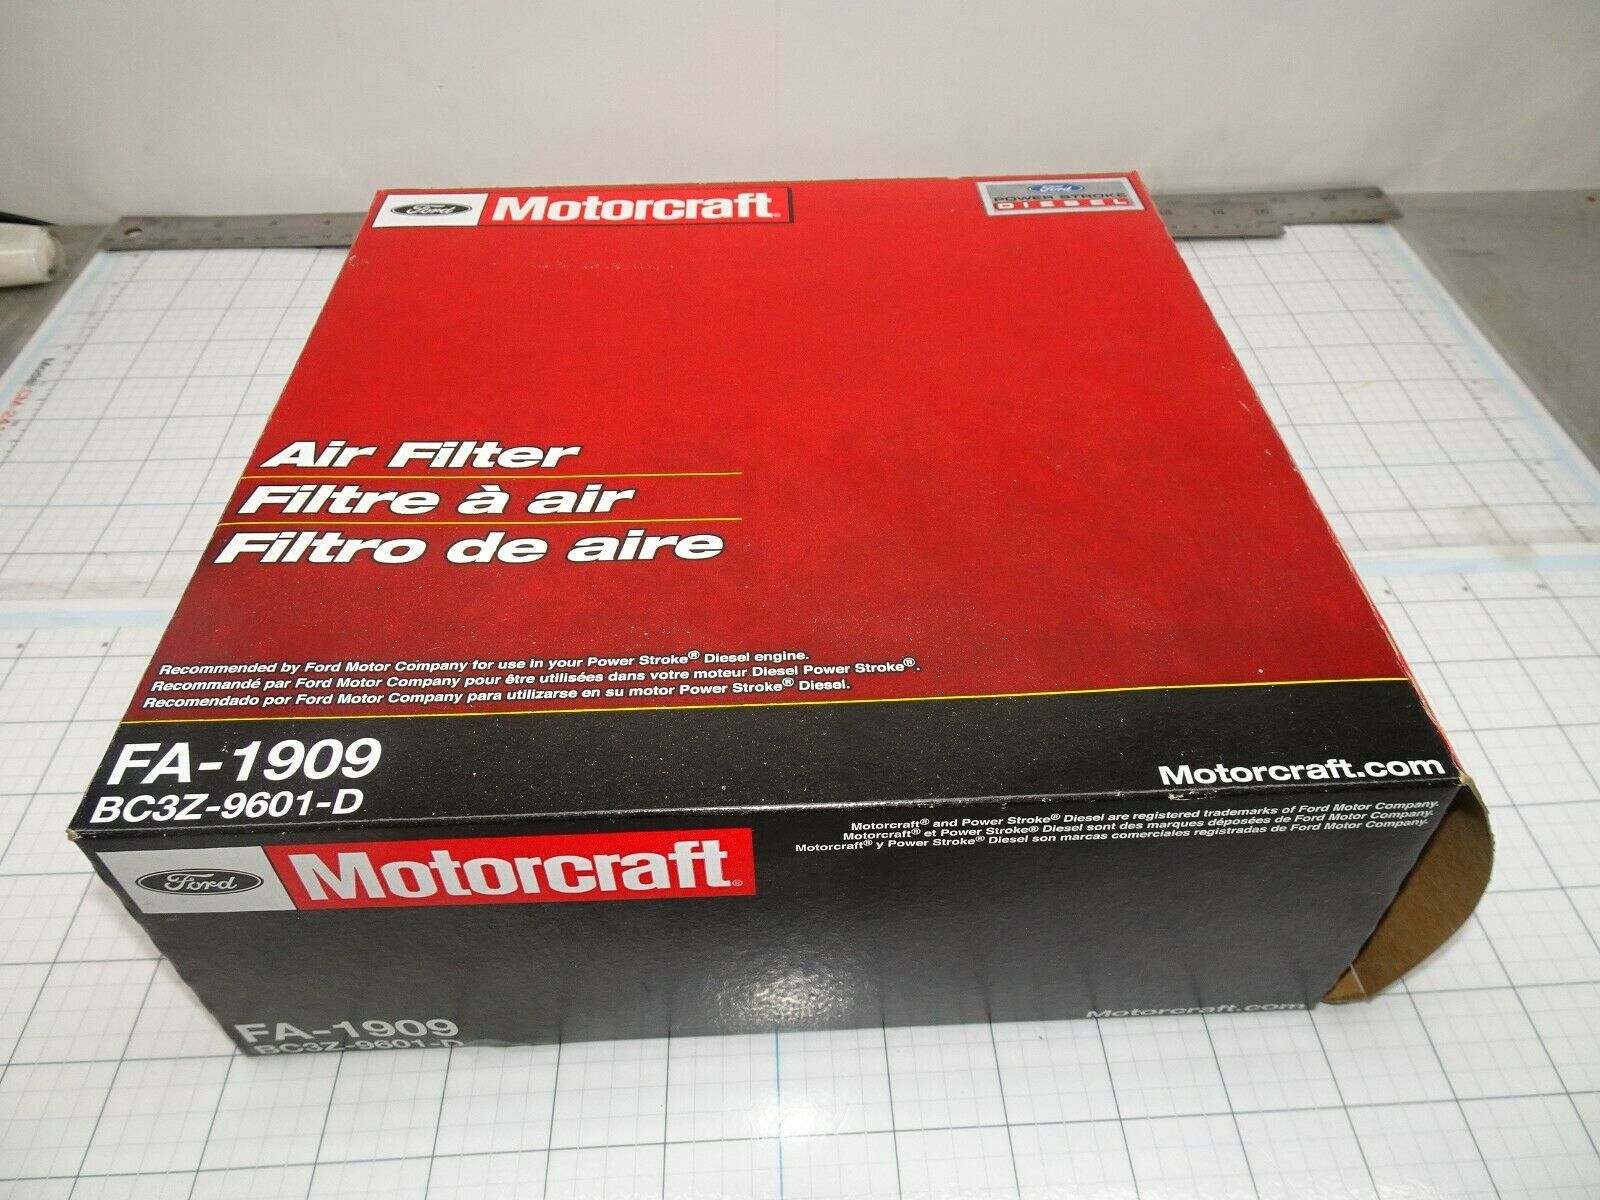 Ford Motorcraft®
Ford
POWER STROKE
DIESEL
Air Filter
Filtre à air
Filtro de aire
Recommended by Ford Motor Company for use in your Power Stroke® Diesel engine.
Recommandé par Ford Motor Company pour être utilisées dans votre moteur Diesel Power Stroke®.
Recomendado por Ford Motor Company para utilizarse en su motor Power Stroke® Diesel.
FA-1909
BC3Z-9601-D
Motorcraft.com
Motorcraft® and Power Stroke® Diesel are registered trademarks of Ford Motor Company.
Motorcraft® et Power Stroke® Diesel sont des marques déposées de Ford Motor Company.
Motorcraft® y Power Stroke® Diesel son marcas comerciales registradas de Ford Motor Company.
Ford Motorcraft®
FA-1909
BC3Z-9601-D
Motorcraft.com